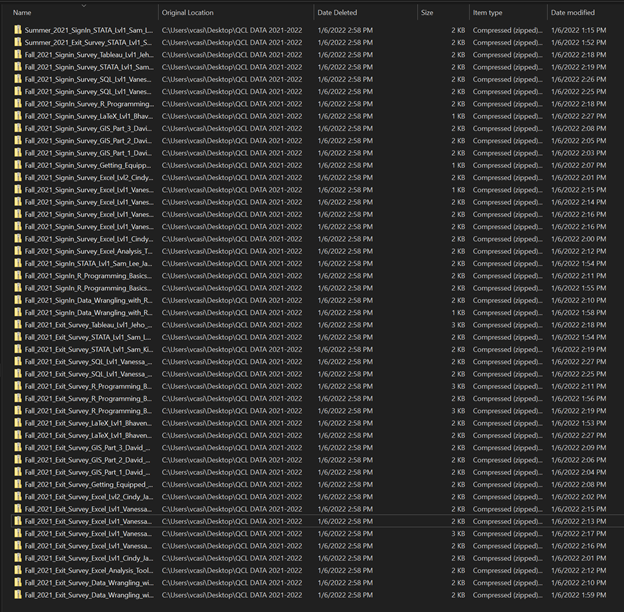 Name Original Location Date Deleted Size Item type Date modified
Summer_2021_SignIn_STATA_Lvl1_Sam_L... C:\Users\vcasi\Desktop\QCL DATA 2021-2022 1/6/2022 2:58 PM 2 KB Compressed (zipped)... 1/6/2022 1:15 PM
Summer_2021_Exit_Survey_STATA_Lvl1_S... C:\Users\vcasi\Desktop\QCL DATA 2021-2022 1/6/2022 2:58 PM 2 KB Compressed (zipped)... 1/6/2022 1:52 PM
Fall_2021_Signin_Survey_Tableau_Lvl1_Jeh... C:\Users\vcasi\Desktop\QCL DATA 2021-2022 1/6/2022 2:58 PM 2 KB Compressed (zipped)... 1/6/2022 2:18 PM
Fall_2021_Signin_Survey_STATA_Lvl1_Sam... C:\Users\vcasi\Desktop\QCL DATA 2021-2022 1/6/2022 2:58 PM 2 KB Compressed (zipped)... 1/6/2022 2:19 PM
Fall_2021_Signin_Survey_SQL_Lvl1_Vanes... C:\Users\vcasi\Desktop\QCL DATA 2021-2022 1/6/2022 2:58 PM 2 KB Compressed (zipped)... 1/6/2022 2:26 PM
Fall_2021_Signin_Survey_SQL_Lvl1_Vanes... C:\Users\vcasi\Desktop\QCL DATA 2021-2022 1/6/2022 2:58 PM 2 KB Compressed (zipped)... 1/6/2022 2:25 PM
Fall_2021_SignIn_Survey_R_Programming... C:\Users\vcasi\Desktop\QCL DATA 2021-2022 1/6/2022 2:58 PM 2 KB Compressed (zipped)... 1/6/2022 2:18 PM
Fall_2021_Signin_Survey_LaTeX_Lvl1_Bhav... C:\Users\vcasi\Desktop\QCL DATA 2021-2022 1/6/2022 2:58 PM 1 KB Compressed (zipped)... 1/6/2022 2:27 PM
Fall_2021_Signin_Survey_GIS_Part_3_Davi... C:\Users\vcasi\Desktop\QCL DATA 2021-2022 1/6/2022 2:58 PM 2 KB Compressed (zipped)... 1/6/2022 2:08 PM
Fall_2021_Signin_Survey_GIS_Part_2_Davi... C:\Users\vcasi\Desktop\QCL DATA 2021-2022 1/6/2022 2:58 PM 2 KB Compressed (zipped)... 1/6/2022 2:05 PM
Fall_2021_Signin_Survey_GIS_Part_1_Davi... C:\Users\vcasi\Desktop\QCL DATA 2021-2022 1/6/2022 2:58 PM 2 KB Compressed (zipped)... 1/6/2022 2:03 PM
Fall_2021_Signin_Survey_Getting_Equipp... C:\Users\vcasi\Desktop\QCL DATA 2021-2022 1/6/2022 2:58 PM 1 KB Compressed (zipped)... 1/6/2022 2:07 PM
Fall_2021_Signin_Survey_Excel_Lvl2_Cindy... C:\Users\vcasi\Desktop\QCL DATA 2021-2022 1/6/2022 2:58 PM 2 KB Compressed (zipped)... 1/6/2022 2:01 PM
Fall_2021_Signin_Survey_Excel_Lvl1_Vanes... C:\Users\vcasi\Desktop\QCL DATA 2021-2022 1/6/2022 2:58 PM 1 KB Compressed (zipped)... 1/6/2022 2:15 PM
Fall_2021_Signin_Survey_Excel_Lvl1_Vanes... C:\Users\vcasi\Desktop\QCL DATA 2021-2022 1/6/2022 2:58 PM 2 KB Compressed (zipped)... 1/6/2022 2:14 PM
Fall_2021_Signin_Survey_Excel_Lvl1_Vanes... C:\Users\vcasi\Desktop\QCL DATA 2021-2022 1/6/2022 2:58 PM 2 KB Compressed (zipped)... 1/6/2022 2:16 PM
Fall_2021_Signin_Survey_Excel_Lvl1_Vanes... C:\Users\vcasi\Desktop\QCL DATA 2021-2022 1/6/2022 2:58 PM 2 KB Compressed (zipped)... 1/6/2022 2:16 PM
Fall_2021_Signin_Survey_Excel_Lvl1_Cindy... C:\Users\vcasi\Desktop\QCL DATA 2021-2022 1/6/2022 2:58 PM 2 KB Compressed (zipped)... 1/6/2022 2:00 PM
Fall_2021_Signin_Survey_Excel_Analysis_T... C:\Users\vcasi\Desktop\QCL DATA 2021-2022 1/6/2022 2:58 PM 2 KB Compressed (zipped)... 1/6/2022 2:12 PM
Fall_2021_SignIn_STATA_Lvl1_Sam_Lee_Ja... C:\Users\vcasi\Desktop\QCL DATA 2021-2022 1/6/2022 2:58 PM 2 KB Compressed (zipped)... 1/6/2022 1:54 PM
Fall_2021_SignIn_R_Programming_Basics... C:\Users\vcasi\Desktop\QCL DATA 2021-2022 1/6/2022 2:58 PM 2 KB Compressed (zipped)... 1/6/2022 2:11 PM
Fall_2021_SignIn_R_Programming_Basics... C:\Users\vcasi\Desktop\QCL DATA 2021-2022 1/6/2022 2:58 PM 2 KB Compressed (zipped)... 1/6/2022 1:55 PM
Fall_2021_SignIn_Data_Wrangling_with_R... C:\Users\vcasi\Desktop\QCL DATA 2021-2022 1/6/2022 2:58 PM 2 KB Compressed (zipped)... 1/6/2022 2:10 PM
Fall_2021_SignIn_Data_Wrangling_with_R... C:\Users\vcasi\Desktop\QCL DATA 2021-2022 1/6/2022 2:58 PM 1 KB Compressed (zipped)... 1/6/2022 1:58 PM
Fall_2021_Exit_Survey_Tableau_Lvl1_Jeho_... C:\Users\vcasi\Desktop\QCL DATA 2021-2022 1/6/2022 2:58 PM 3 KB Compressed (zipped)... 1/6/2022 2:18 PM
Fall_2021_Exit_Survey_STATA_Lvl1_Sam_L... C:\Users\vcasi\Desktop\QCL DATA 2021-2022 1/6/2022 2:58 PM 2 KB Compressed (zipped)... 1/6/2022 1:54 PM
Fall_2021_Exit_Survey_STATA_Lvl1_Sam_Ki... C:\Users\vcasi\Desktop\QCL DATA 2021-2022 1/6/2022 2:58 PM 2 KB Compressed (zipped)... 1/6/2022 2:19 PM
Fall_2021_Exit_Survey_SQL_Lvl1_Vanessa_... C:\Users\vcasi\Desktop\QCL DATA 2021-2022 1/6/2022 2:58 PM 2 KB Compressed (zipped)... 1/6/2022 2:27 PM
Fall_2021_Exit_Survey_SQL_Lvl1_Vanessa_... C:\Users\vcasi\Desktop\QCL DATA 2021-2022 1/6/2022 2:58 PM 2 KB Compressed (zipped)... 1/6/2022 2:25 PM
Fall_2021_Exit_Survey_R_Programming_B... C:\Users\vcasi\Desktop\QCL DATA 2021-2022 1/6/2022 2:58 PM 3 KB Compressed (zipped)... 1/6/2022 2:11 PM
Fall_2021_Exit_Survey_R_Programming_B... C:\Users\vcasi\Desktop\QCL DATA 2021-2022 1/6/2022 2:58 PM 2 KB Compressed (zipped)... 1/6/2022 1:56 PM
Fall_2021_Exit_Survey_R_Programming_B... C:\Users\vcasi\Desktop\QCL DATA 2021-2022 1/6/2022 2:58 PM 3 KB Compressed (zipped)... 1/6/2022 2:19 PM
Fall_2021_Exit_Survey_LaTeX_Lvl1_Bhaven... C:\Users\vcasi\Desktop\QCL DATA 2021-2022 1/6/2022 2:58 PM 2 KB Compressed (zipped)... 1/6/2022 1:53 PM
Fall_2021_Exit_Survey_LaTeX_Lvl1_Bhaven... C:\Users\vcasi\Desktop\QCL DATA 2021-2022 1/6/2022 2:58 PM 2 KB Compressed (zipped)... 1/6/2022 2:27 PM
Fall_2021_Exit_Survey_GIS_Part_3_David_... C:\Users\vcasi\Desktop\QCL DATA 2021-2022 1/6/2022 2:58 PM 2 KB Compressed (zipped)... 1/6/2022 2:09 PM
Fall_2021_Exit_Survey_GIS_Part_2_David_... C:\Users\vcasi\Desktop\QCL DATA 2021-2022 1/6/2022 2:58 PM 2 KB Compressed (zipped)... 1/6/2022 2:06 PM
Fall_2021_Exit_Survey_GIS_Part_1_David_... C:\Users\vcasi\Desktop\QCL DATA 2021-2022 1/6/2022 2:58 PM 2 KB Compressed (zipped)... 1/6/2022 2:04 PM
Fall_2021_Exit_Survey_Getting_Equipped_... C:\Users\vcasi\Desktop\QCL DATA 2021-2022 1/6/2022 2:58 PM 2 KB Compressed (zipped)... 1/6/2022 2:08 PM
Fall_2021_Exit_Survey_Excel_Lvl2_Cindy_Ja... C:\Users\vcasi\Desktop\QCL DATA 2021-2022 1/6/2022 2:58 PM 2 KB Compressed (zipped)... 1/6/2022 2:02 PM
Fall_2021_Exit_Survey_Excel_Lvl1_Vanessa... C:\Users\vcasi\Desktop\QCL DATA 2021-2022 1/6/2022 2:58 PM 2 KB Compressed (zipped)... 1/6/2022 2:15 PM
Fall_2021_Exit_Survey_Excel_Lvl1_Vanessa... C:\Users\vcasi\Desktop\QCL DATA 2021-2022 1/6/2022 2:58 PM 2 KB Compressed (zipped)... 1/6/2022 2:13 PM
Fall_2021_Exit_Survey_Excel_Lvl1_Vanessa... C:\Users\vcasi\Desktop\QCL DATA 2021-2022 1/6/2022 2:58 PM 3 KB Compressed (zipped)... 1/6/2022 2:17 PM
Fall_2021_Exit_Survey_Excel_Lvl1_Vanessa... C:\Users\vcasi\Desktop\QCL DATA 2021-2022 1/6/2022 2:58 PM 2 KB Compressed (zipped)... 1/6/2022 2:16 PM
Fall_2021_Exit_Survey_Excel_Lvl1_Cindy_Ja... C:\Users\vcasi\Desktop\QCL DATA 2021-2022 1/6/2022 2:58 PM 2 KB Compressed (zipped)... 1/6/2022 2:01 PM
Fall_2021_Exit_Survey_Excel_Analysis_Tool... C:\Users\vcasi\Desktop\QCL DATA 2021-2022 1/6/2022 2:58 PM 2 KB Compressed (zipped)... 1/6/2022 2:12 PM
Fall_2021_Exit_Survey_Data_Wrangling_wi... C:\Users\vcasi\Desktop\QCL DATA 2021-2022 1/6/2022 2:58 PM 2 KB Compressed (zipped)... 1/6/2022 2:10 PM
Fall_2021_Exit_Survey_Data_Wrangling_wi... C:\Users\vcasi\Desktop\QCL DATA 2021-2022 1/6/2022 2:58 PM 2 KB Compressed (zipped)... 1/6/2022 1:59 PM